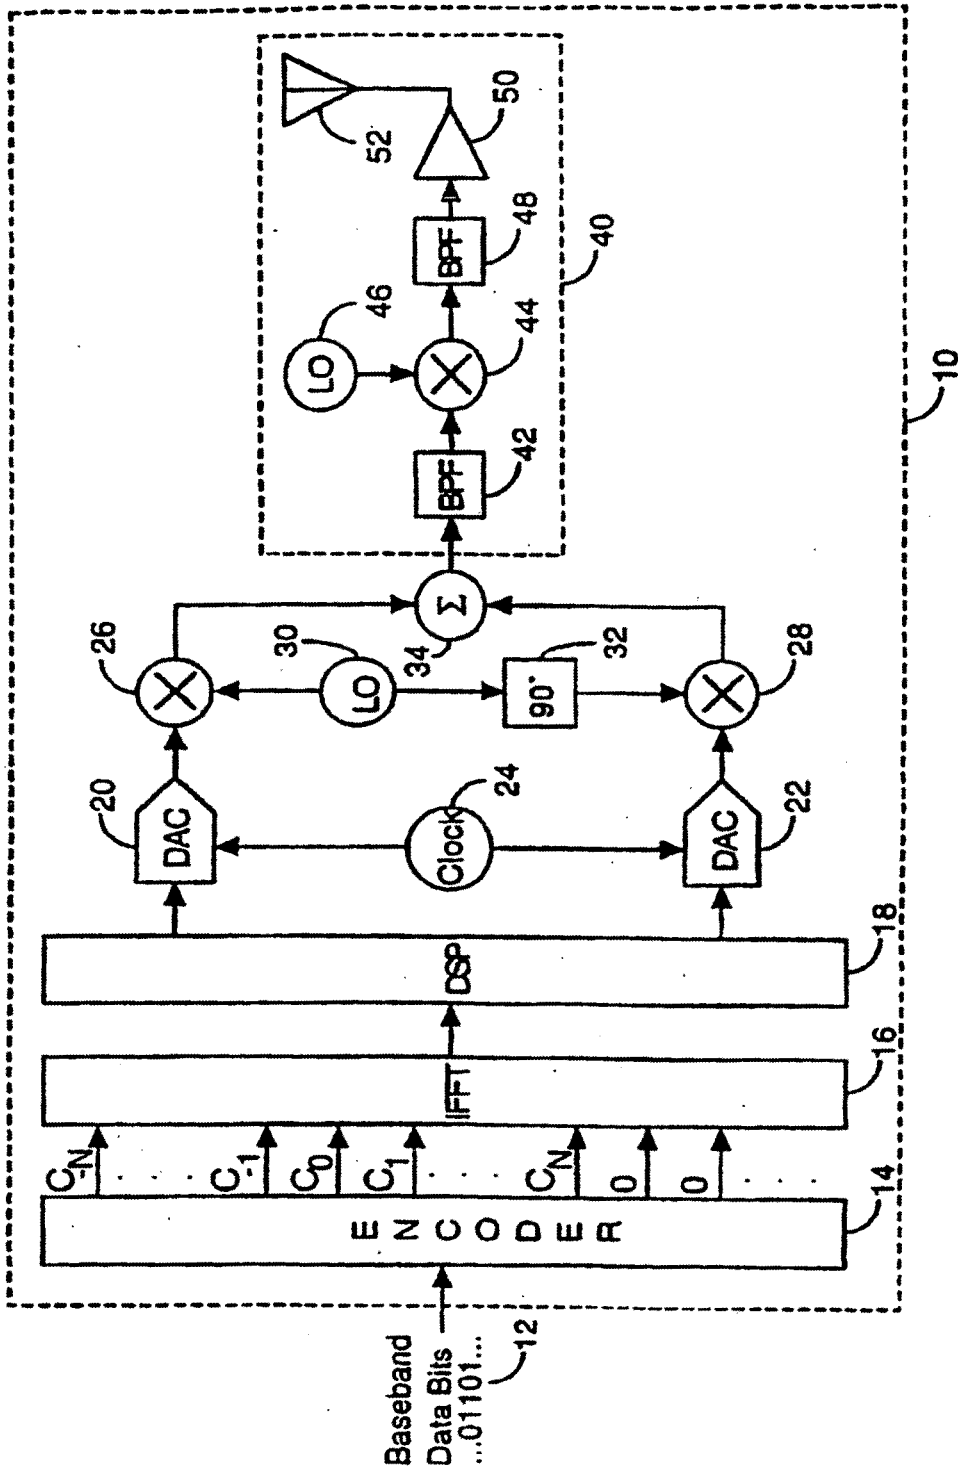 Baseband
Data Bits
...01101...
12
ENCODER
14
C-N
C-1
C0
C1
CN
0
0
IFFT
16
DSP
18
DAC
20
DAC
22
Clock
24
26
28
LO
30
90°
32
Σ
34
BPF
42
44
LO
46
BPF
48
50
52
40
10